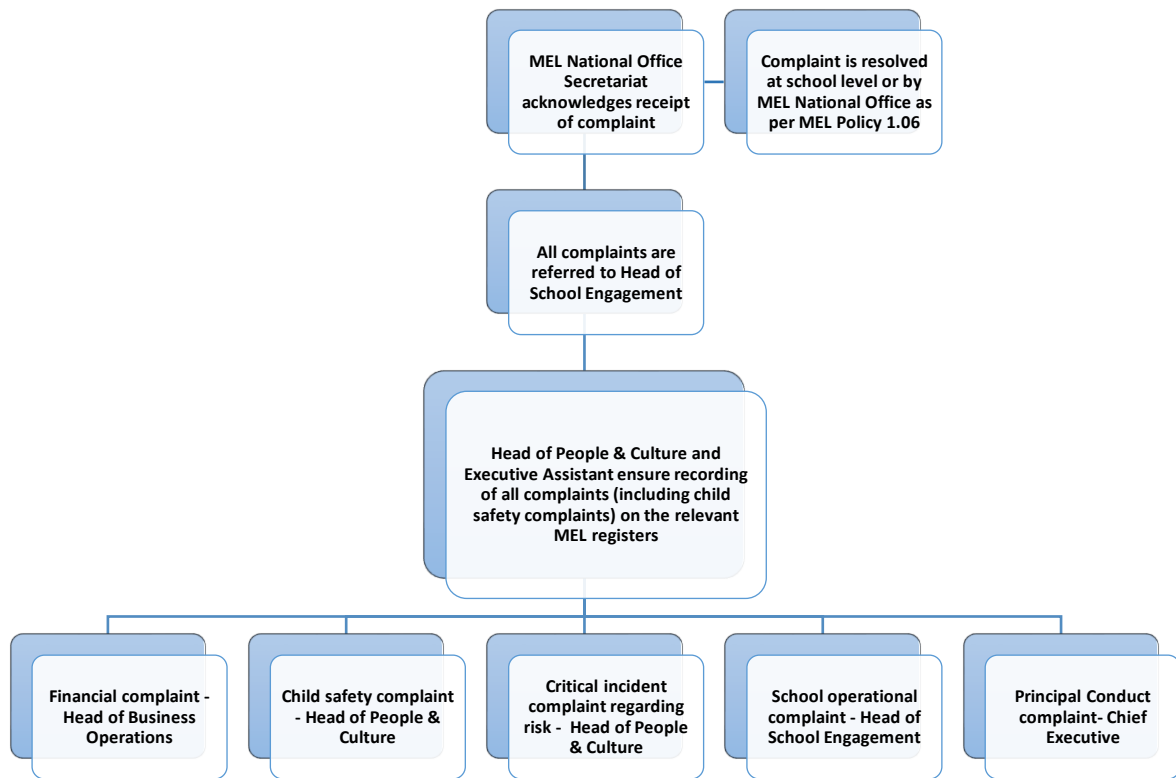 MEL National Office
Secretariat
acknowledges receipt
of complaint
Complaint is resolved
at school level or by
MEL National Office as
per MEL Policy 1.06
All complaints are
referred to Head of
School Engagement
Head of People & Culture and
Executive Assistant ensure recording
of all complaints (including child
safety complaints) on the relevant
MEL registers
Financial complaint -
Head of Business
Operations
Child safety complaint
- Head of People &
Culture
Critical incident
complaint regarding
risk -  Head of People
& Culture
School operational
complaint - Head of
School Engagement
Principal Conduct
complaint- Chief
Executive